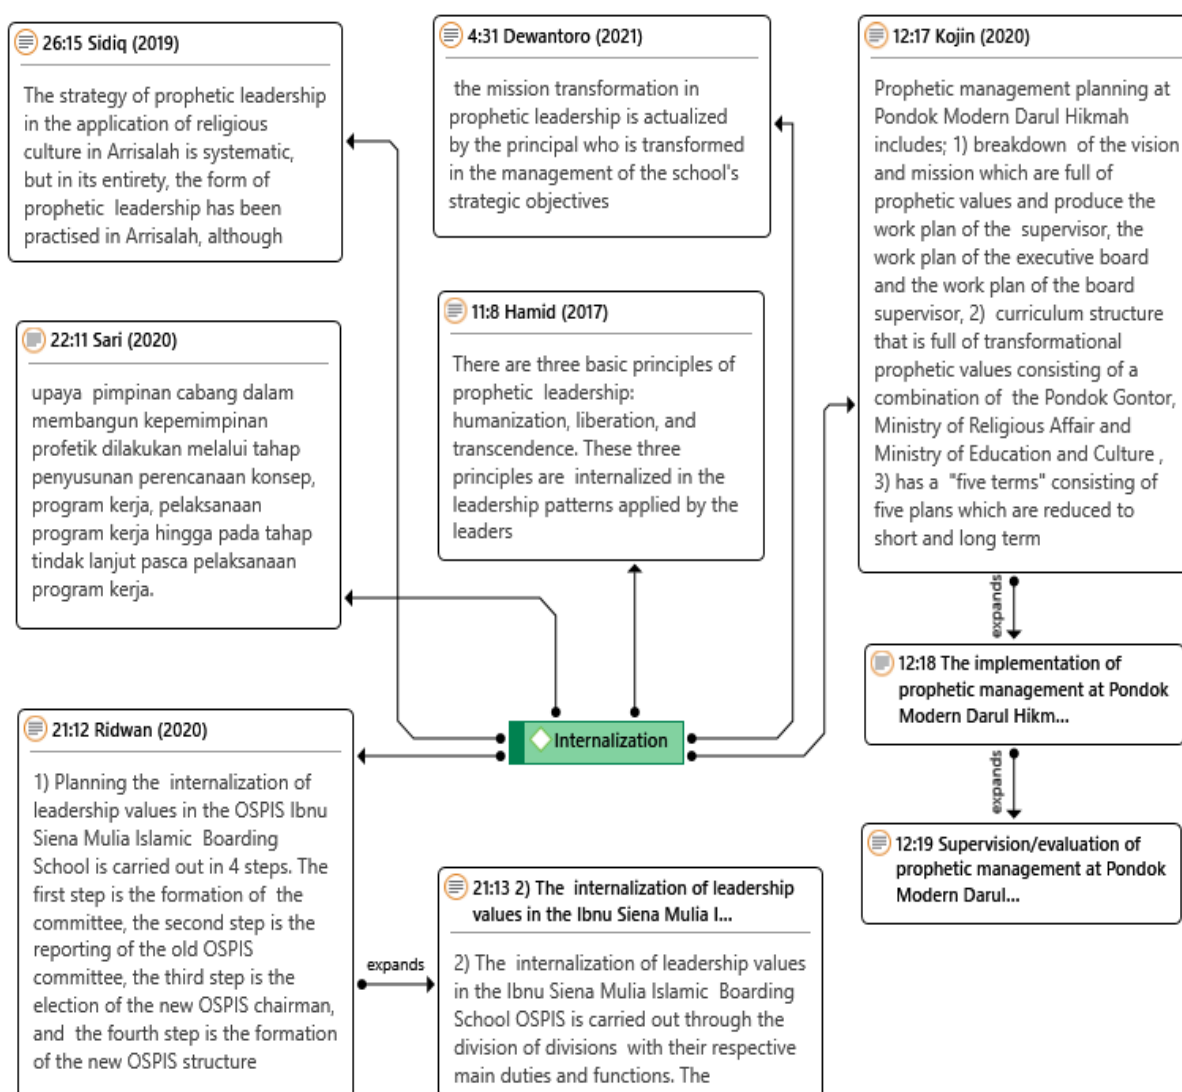 26:15 Sidiq (2019)
The strategy of prophetic leadership
in the application of religious
culture in Arrisalah is systematic,
but in its entirety, the form of
prophetic leadership has been
practised in Arrisalah, although
4:31 Dewantoro (2021)
the mission transformation in
prophetic leadership is actualized
by the principal who is transformed
in the management of the school's
strategic objectives
12:17 Kojin (2020)
Prophetic management planning at
Pondok Modern Darul Hikmah
includes; 1) breakdown of the vision
and mission which are full of
prophetic values and produce the
work plan of the supervisor, the
work plan of the executive board
and the work plan of the board
supervisor, 2) curriculum structure
that is full of transformational
prophetic values consisting of a
combination of the Pondok Gontor,
Ministry of Religious Affair and
Ministry of Education and Culture ,
3) has a "five terms" consisting of
five plans which are reduced to
short and long term
22:11 Sari (2020)
upaya pimpinan cabang dalam
membangun kepemimpinan
profetik dilakukan melalui tahap
penyusunan perencanaan konsep,
program kerja, pelaksanaan
program kerja hingga pada tahap
tindak lanjut pasca pelaksanaan
program kerja.
11:8 Hamid (2017)
There are three basic principles of
prophetic leadership:
humanization, liberation, and
transcendence. These three
principles are internalized in the
leadership patterns applied by the
leaders
expands
12:18 The implementation of
prophetic management at Pondok
Modern Darul Hikm...
expands
12:19 Supervision/evaluation of
prophetic management at Pondok
Modern Darul...
Internalization
21:12 Ridwan (2020)
1) Planning the internalization of
leadership values in the OSPIS Ibnu
Siena Mulia Islamic Boarding
School is carried out in 4 steps. The
first step is the formation of the
committee, the second step is the
reporting of the old OSPIS
committee, the third step is the
election of the new OSPIS chairman,
and the fourth step is the formation
of the new OSPIS structure
expands
21:13 2) The internalization of leadership
values in the Ibnu Siena Mulia I...
2) The internalization of leadership values
in the Ibnu Siena Mulia Islamic Boarding
School OSPIS is carried out through the
division of divisions with their respective
main duties and functions. The